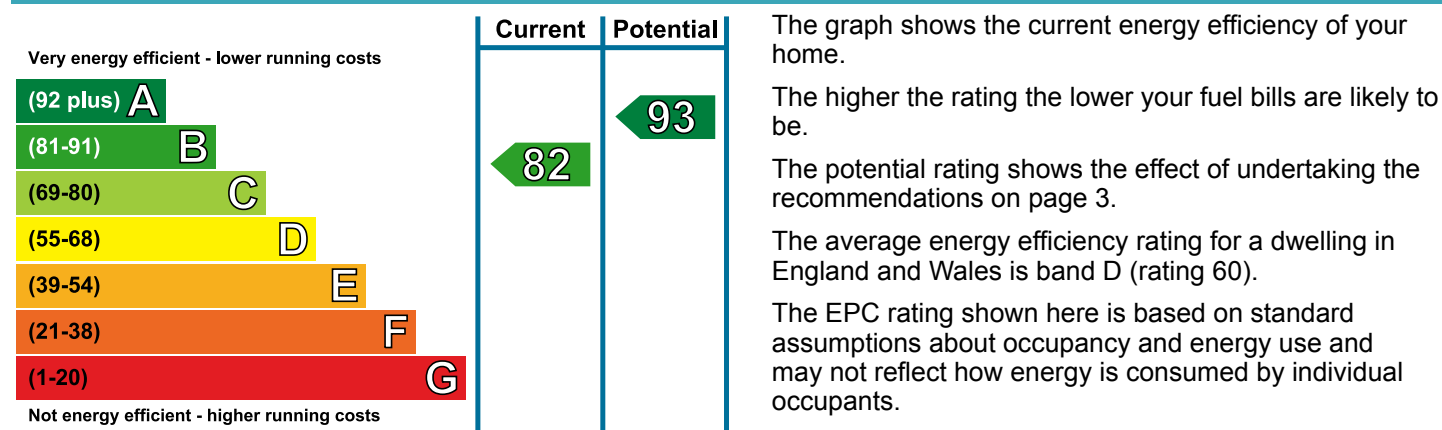 Current Potential
Very energy efficient - lower running costs
(92 plus) A
(81-91) B
(69-80) C
(55-68) D
(39-54) E
(21-38) F
(1-20) G
Not energy efficient - higher running costs
82
93
The graph shows the current energy efficiency of your
home.
The higher the rating the lower your fuel bills are likely to
be.
The potential rating shows the effect of undertaking the
recommendations on page 3.
The average energy efficiency rating for a dwelling in
England and Wales is band D (rating 60).
The EPC rating shown here is based on standard
assumptions about occupancy and energy use and
may not reflect how energy is consumed by individual
occupants.